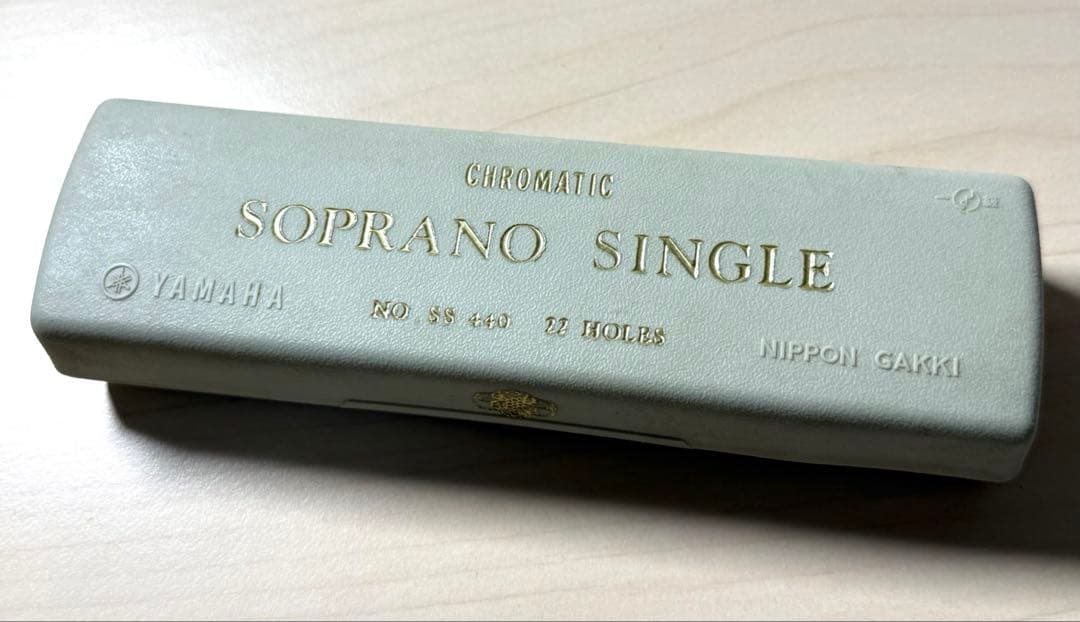 CHROMATIC
SOPRANO SINGLE
YAMAHA
NO. SS 440 22 HOLES
NIPPON GAKKI